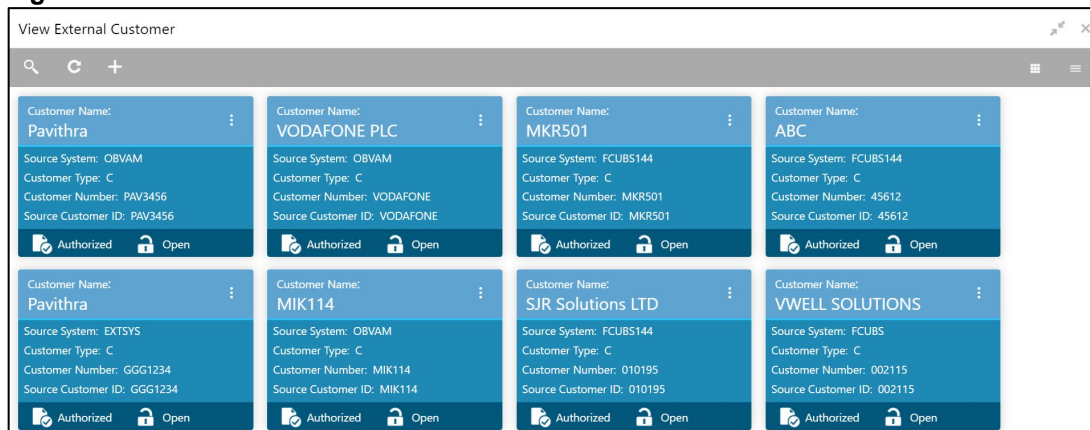 View External Customer
Customer Name:
Pavithra
Source System: OBVAM
Customer Type: C
Customer Number: PAV3456
Source Customer ID: PAV3456
Authorized Open
Customer Name:
VODAFONE PLC
Source System: OBVAM
Customer Type: C
Customer Number: VODAFONE
Source Customer ID: VODAFONE
Authorized Open
Customer Name:
MKR501
Source System: FCUBS144
Customer Type: C
Customer Number: MKR501
Source Customer ID: MKR501
Authorized Open
Customer Name:
ABC
Source System: FCUBS144
Customer Type: C
Customer Number: 45612
Source Customer ID: 45612
Authorized Open
Customer Name:
Pavithra
Source System: EXTSYS
Customer Type: C
Customer Number: GGG1234
Source Customer ID: GGG1234
Authorized Open
Customer Name:
MIK114
Source System: OBVAM
Customer Type: C
Customer Number: MIK114
Source Customer ID: MIK114
Authorized Open
Customer Name:
SJR Solutions LTD
Source System: FCUBS144
Customer Type: C
Customer Number: 010195
Source Customer ID: 010195
Authorized Open
Customer Name:
VWELL SOLUTIONS
Source System: FCUBS
Customer Type: C
Customer Number: 002115
Source Customer ID: 002115
Authorized Open